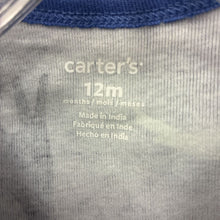 carter's
12m
months / mois / meses
Made in India
Fabriqué en Inde
Hecho en India